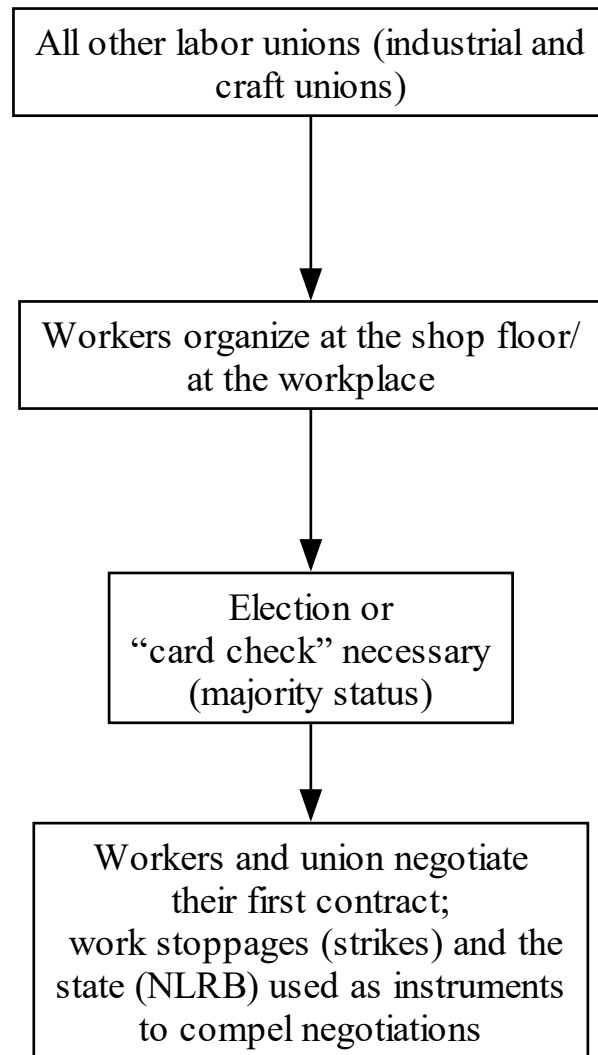 All other labor unions (industrial and
craft unions)
Workers organize at the shop floor/
at the workplace
Election or
“card check” necessary
(majority status)
Workers and union negotiate
their first contract;
work stoppages (strikes) and the
state (NLRB) used as instruments
to compel negotiations